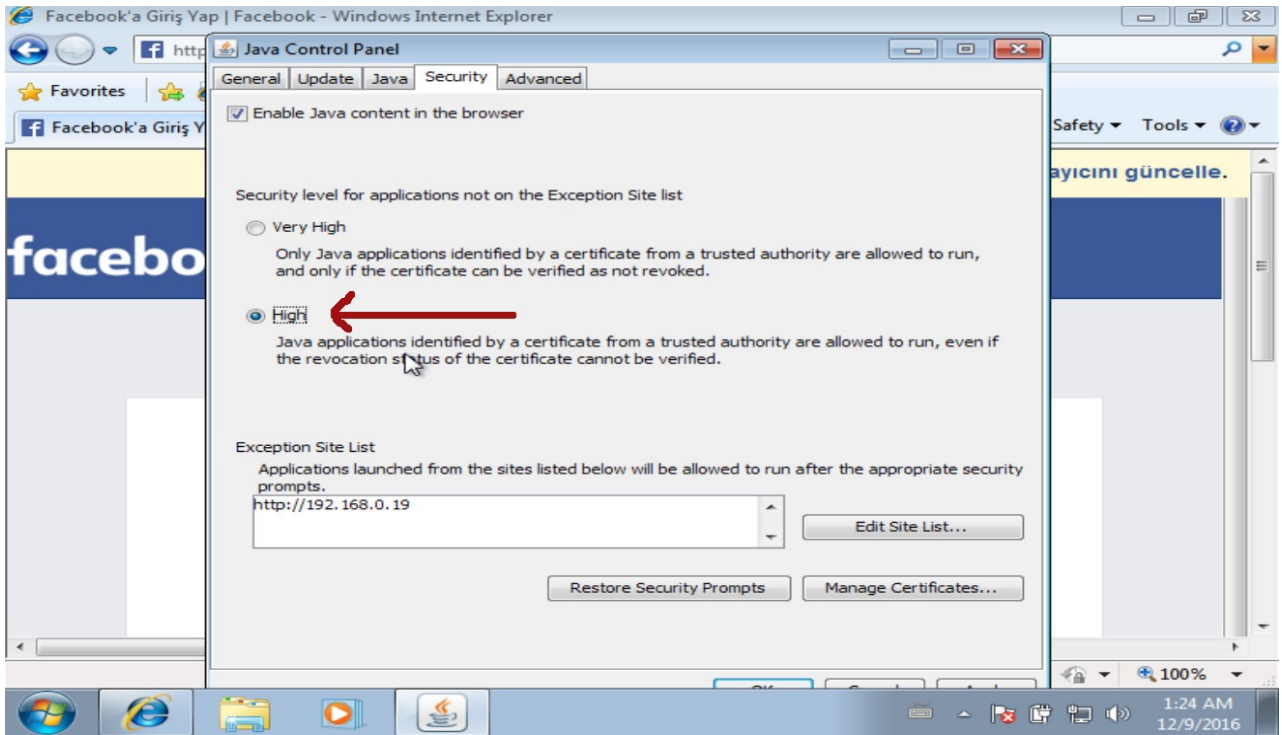 Facebook'a Giriş Yap | Facebook - Windows Internet Explorer
http
Java Control Panel
General Update Java Security Advanced
Favorites
Facebook'a Giriş Y
Safety Tools
Enable Java content in the browser
ayıcını güncelle.
Security level for applications not on the Exception Site list
Very High
Only Java applications identified by a certificate from a trusted authority are allowed to run,
and only if the certificate can be verified as not revoked.
facebo
High
Java applications identified by a certificate from a trusted authority are allowed to run, even if
the revocation status of the certificate cannot be verified.
Exception Site List
Applications launched from the sites listed below will be allowed to run after the appropriate security
prompts.
http://192.168.0.19
Edit Site List...
Restore Security Prompts Manage Certificates...
100%
1:24 AM
12/9/2016